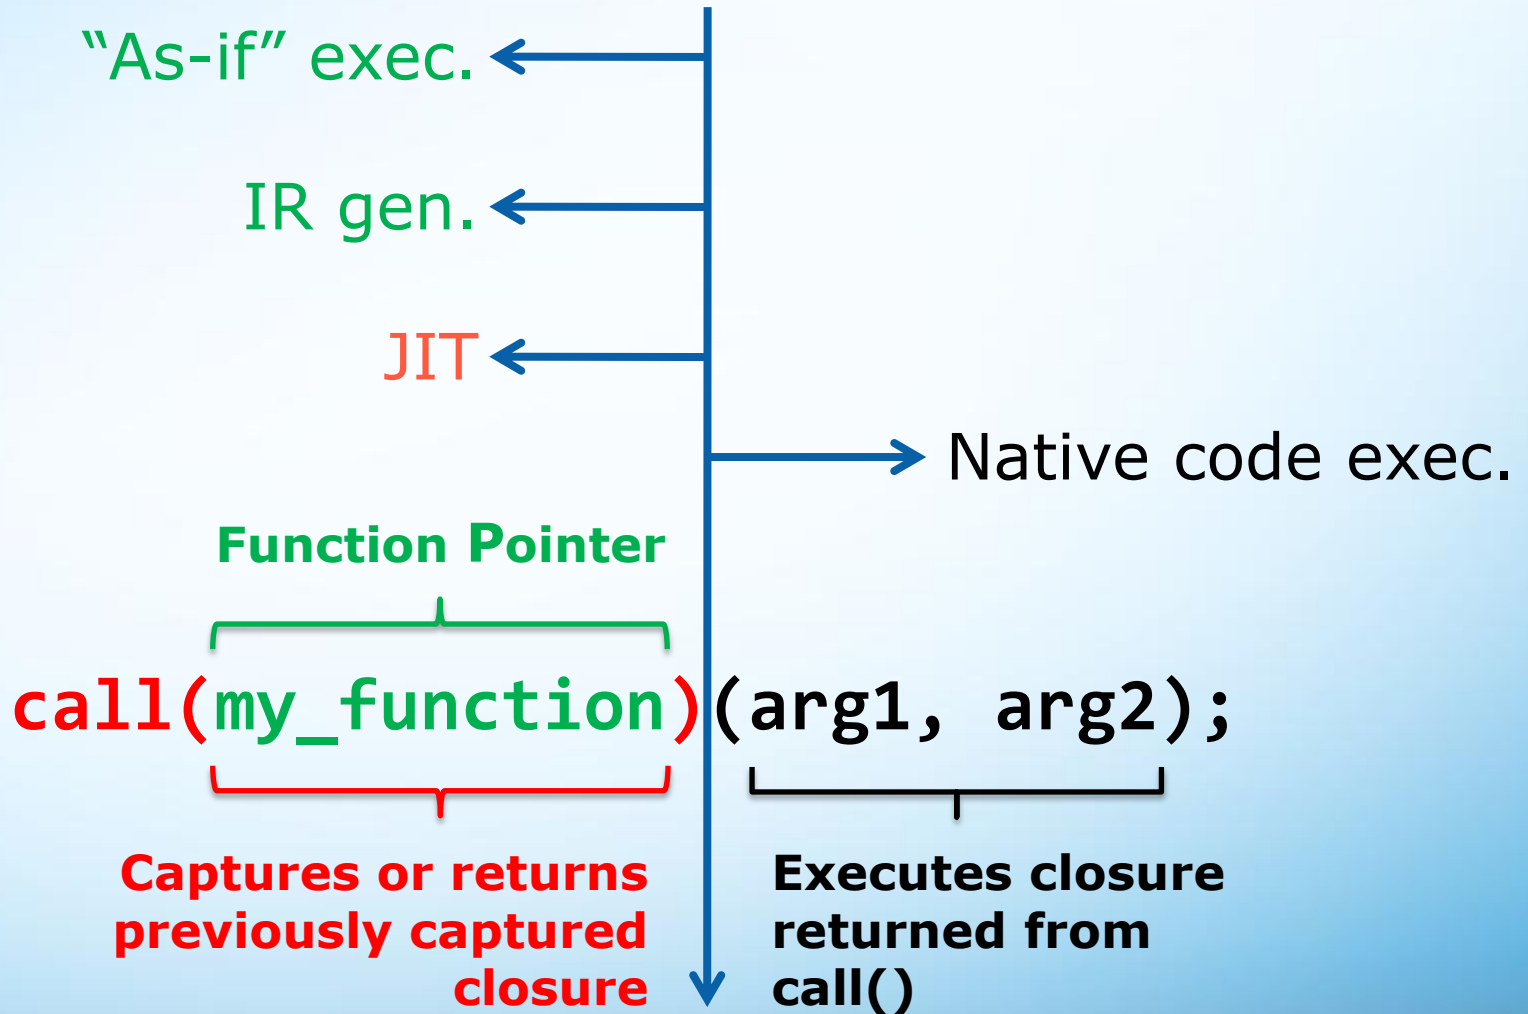 “As-if” exec.
IR gen.
JIT
Native code exec.
Function Pointer
call(my_function)(arg1, arg2);
Captures or returns
previously captured
closure
Executes closure
returned from
call()